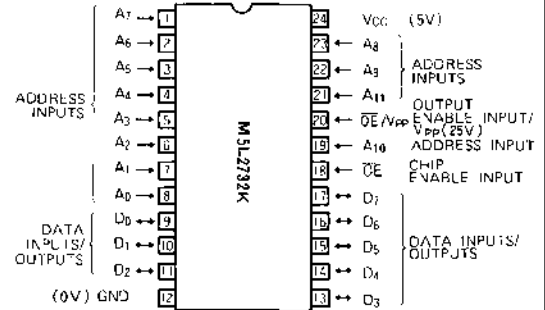 A7 1
A6 2
A5 3
A4 4
A3 5
A2 6
A1 7
A0 8
D0 9
D1 10
D2 11
(0V) GND 12
ADDRESS
INPUTS
DATA
INPUTS/
OUTPUTS
M5L2732K
24 VCC (5V)
23 A8
22 A9
21 A11
ADDRESS
INPUTS
20 OE/VPP OUTPUT
ENABLE INPUT/
VPP(25V)
19 A10 ADDRESS INPUT
18 CE CHIP
ENABLE INPUT
17 D7
16 D6
15 D5
14 D4
13 D3
DATA INPUTS/
OUTPUTS